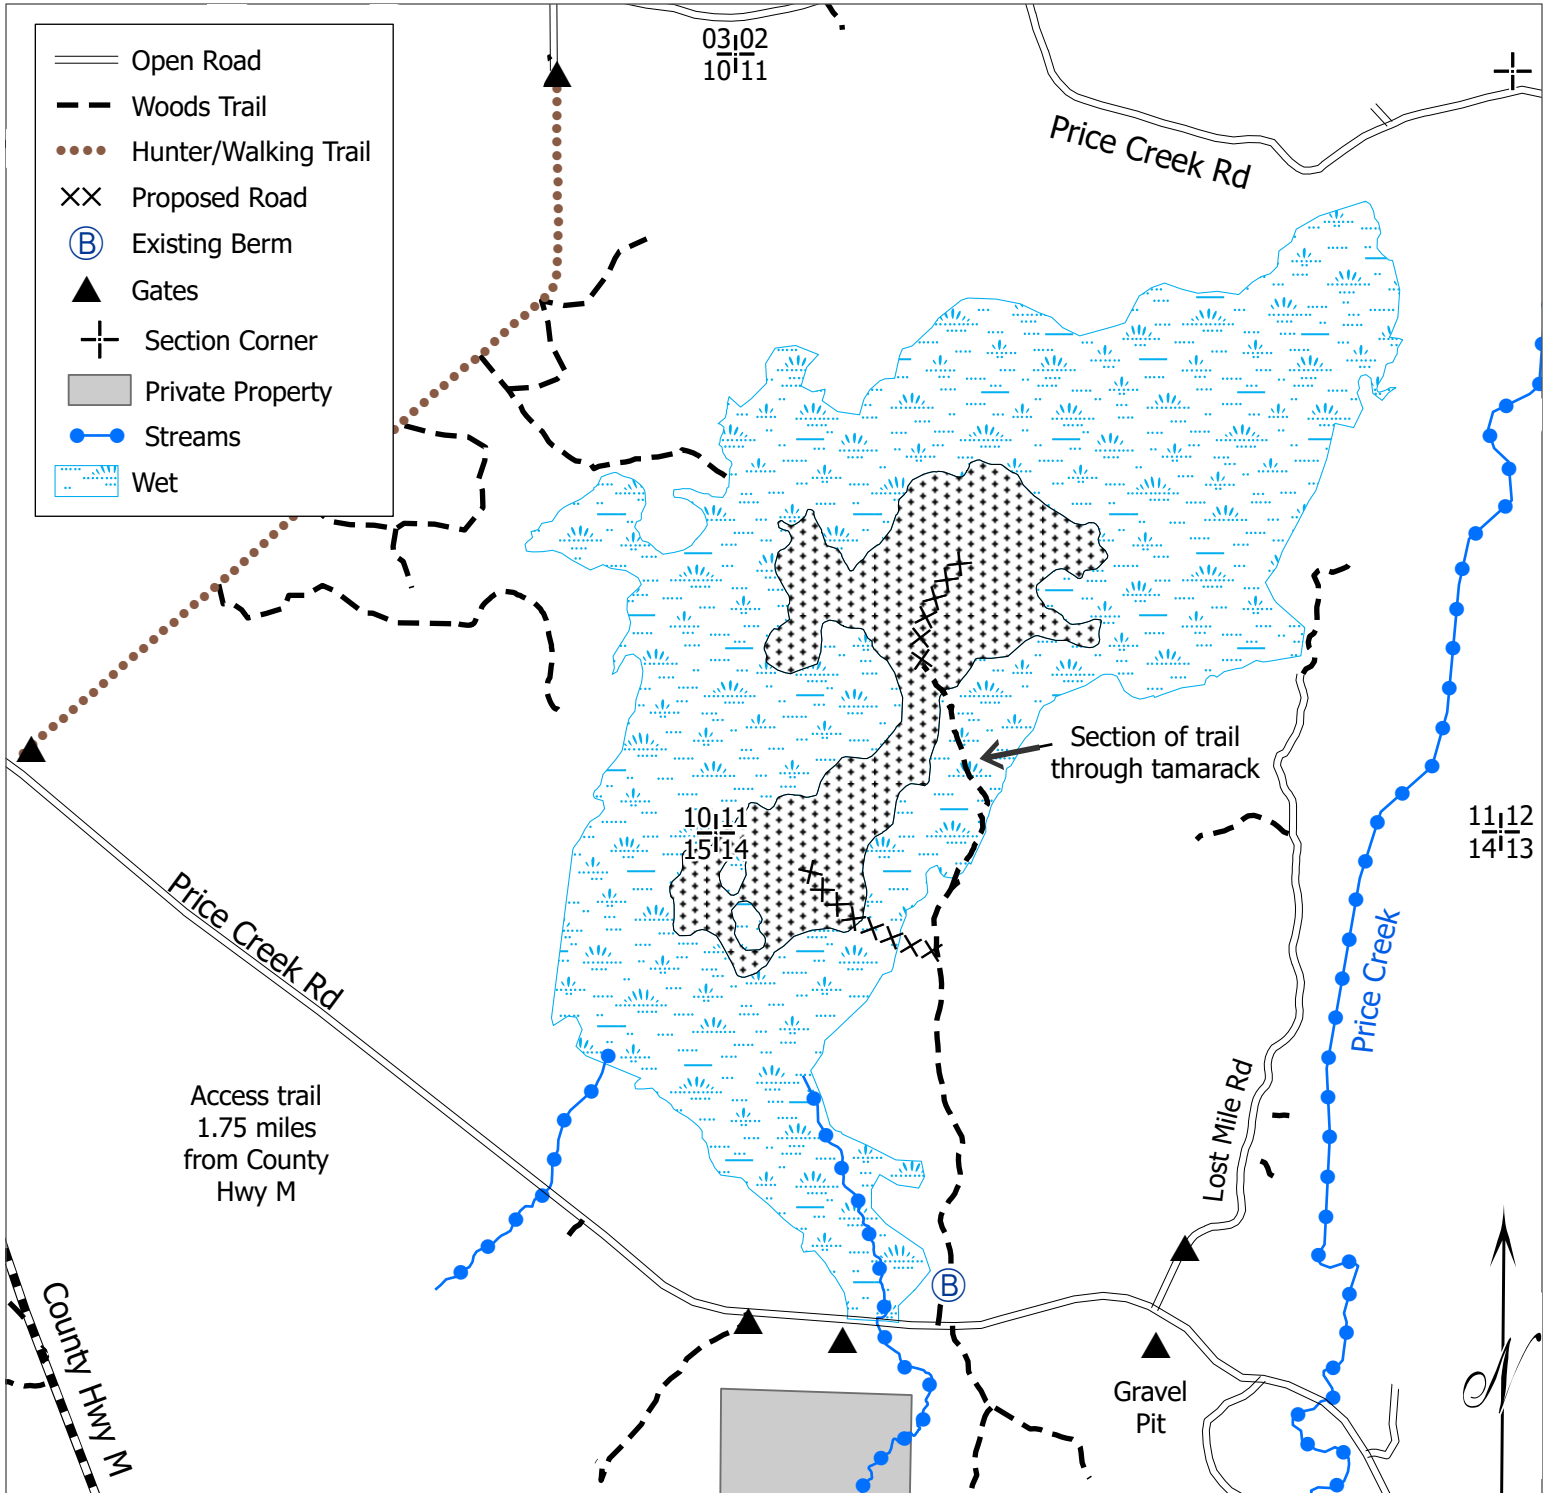 Open Road
Woods Trail
Hunter/Walking Trail
Proposed Road
B Existing Berm
Gates
Section Corner
Private Property
Streams
Wet
03 02
10 11
Price Creek Rd
Section of trail
through tamarack
10 11
15 14
11 12
14 13
Price Creek Rd
Price Creek
Access trail
1.75 miles
from County
Hwy M
Lost Mile Rd
B
County Hwy M
Gravel
Pit
N